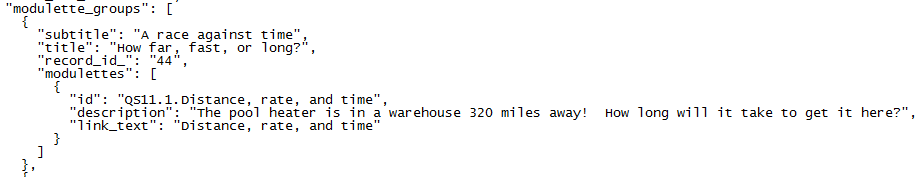 "modulette_groups": [
{
"subtitle": "A race against time",
"title": "How far, fast, or long?",
"record_id_": "44",
"modulettes": [
{
"id": "QS11.1.Distance, rate, and time",
"description": "The pool heater is in a warehouse 320 miles away!  How long will it take to get it here?",
"link_text": "Distance, rate, and time"
}
]
},